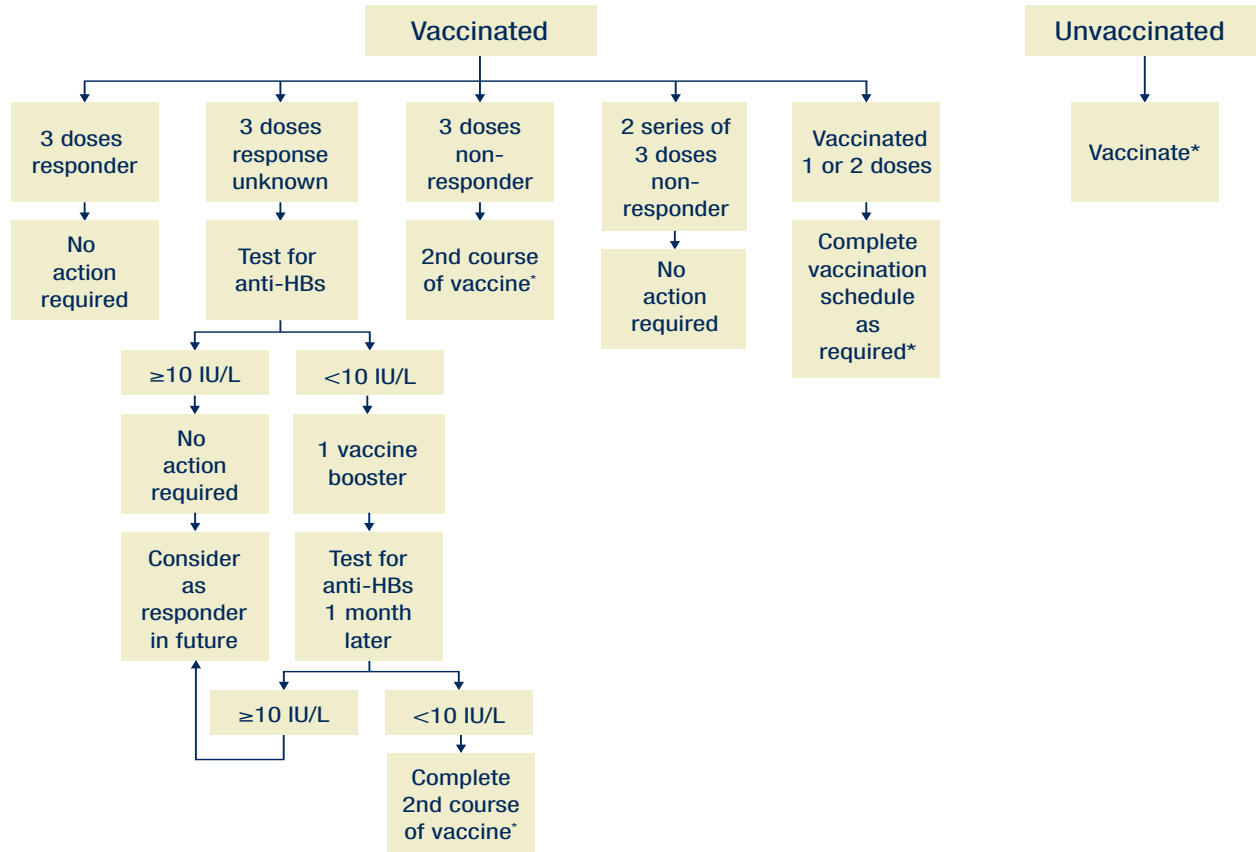 Vaccinated
Unvaccinated
3 doses
responder
3 doses
response
unknown
3 doses
non-
responder
2 series of
3 doses
non-
responder
Vaccinated
1 or 2 doses
Vaccinate*
No
action
required
Test for
anti-HBs
2nd course
of vaccine*
No
action
required
Complete
vaccination
schedule
as
required*
≥10 IU/L
<10 IU/L
No
action
required
1 vaccine
booster
Consider
as
responder
in future
Test for
anti-HBs
1 month
later
≥10 IU/L
<10 IU/L
Complete
2nd course
of vaccine*